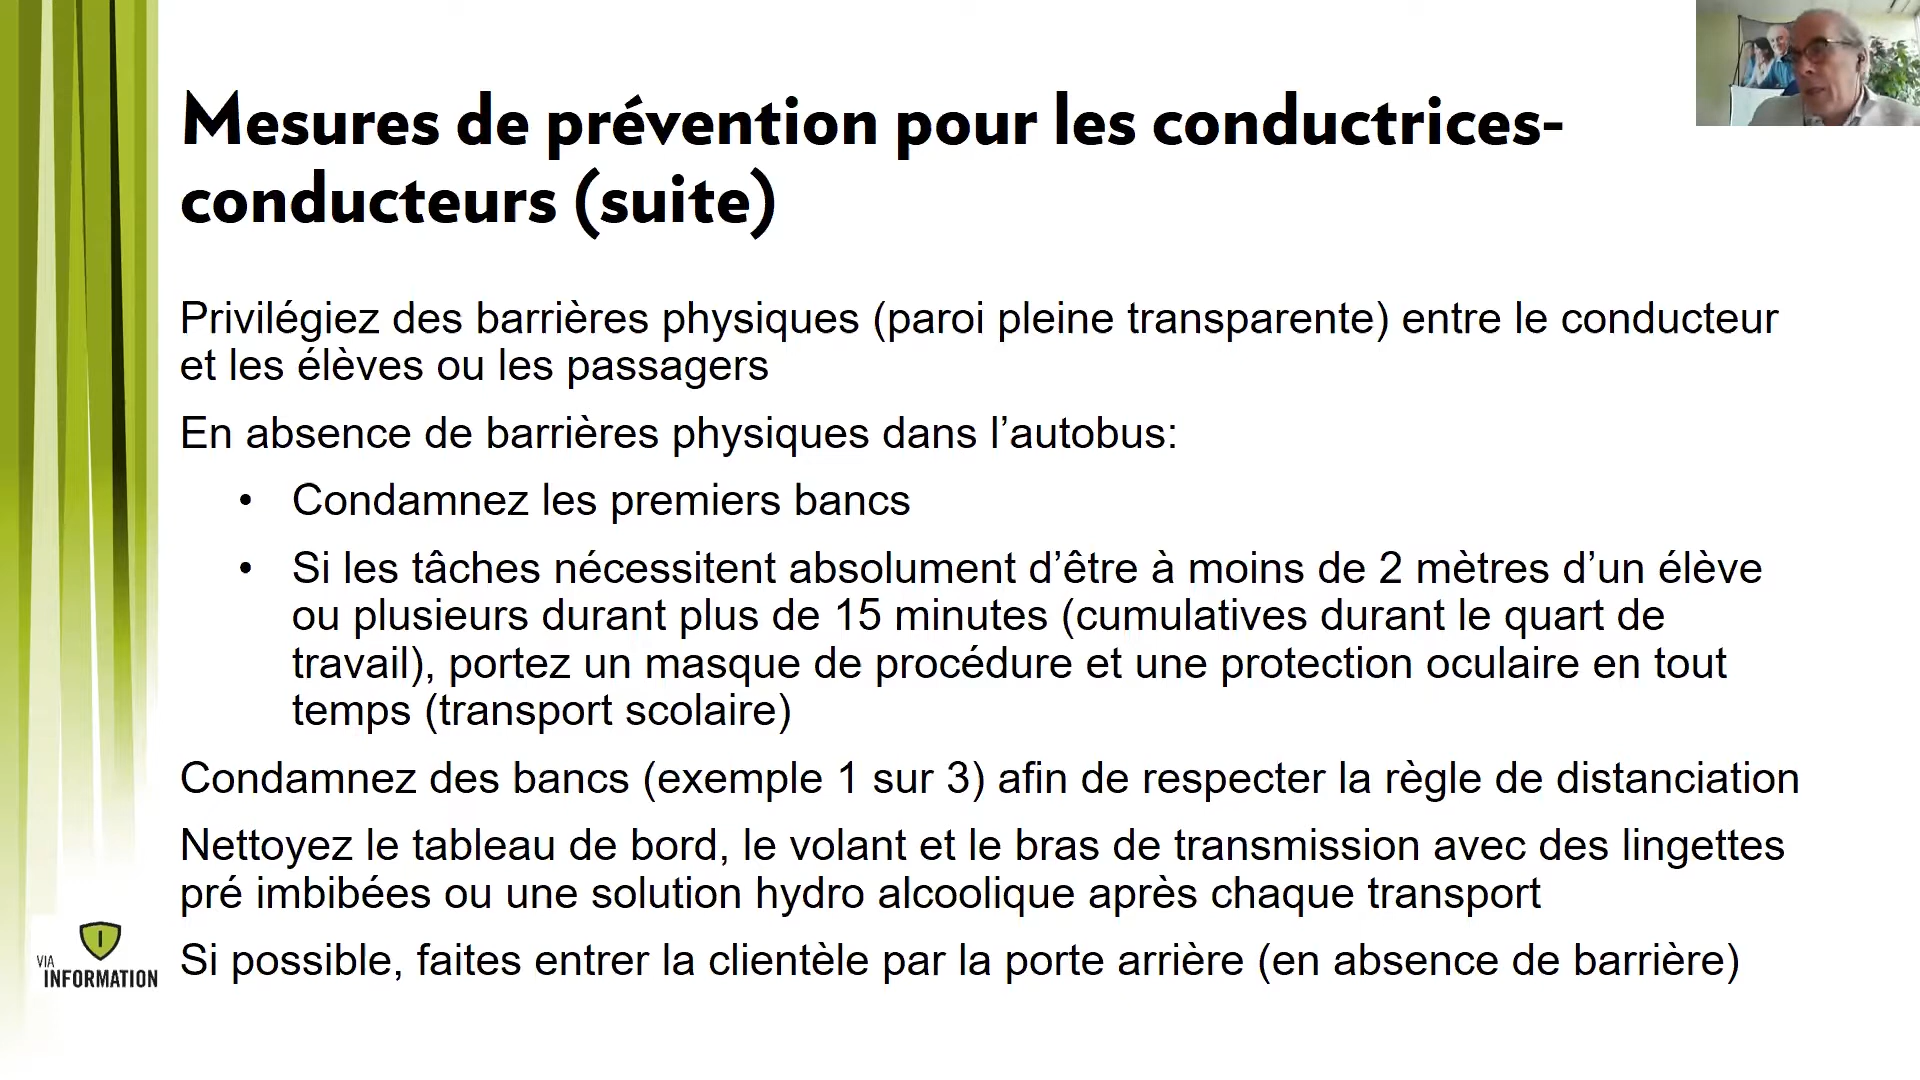 Mesures de prévention pour les conductrices-
conducteurs (suite)
Privilégiez des barrières physiques (paroi pleine transparente) entre le conducteur
et les élèves ou les passagers
En absence de barrières physiques dans l’autobus:
• Condamnez les premiers bancs
• Si les tâches nécessitent absolument d’être à moins de 2 mètres d’un élève
ou plusieurs durant plus de 15 minutes (cumulatives durant le quart de
travail), portez un masque de procédure et une protection oculaire en tout
temps (transport scolaire)
Condamnez des bancs (exemple 1 sur 3) afin de respecter la règle de distanciation
Nettoyez le tableau de bord, le volant et le bras de transmission avec des lingettes
pré imbibées ou une solution hydro alcoolique après chaque transport
Si possible, faites entrer la clientèle par la porte arrière (en absence de barrière)
I
VIA
INFORMATION